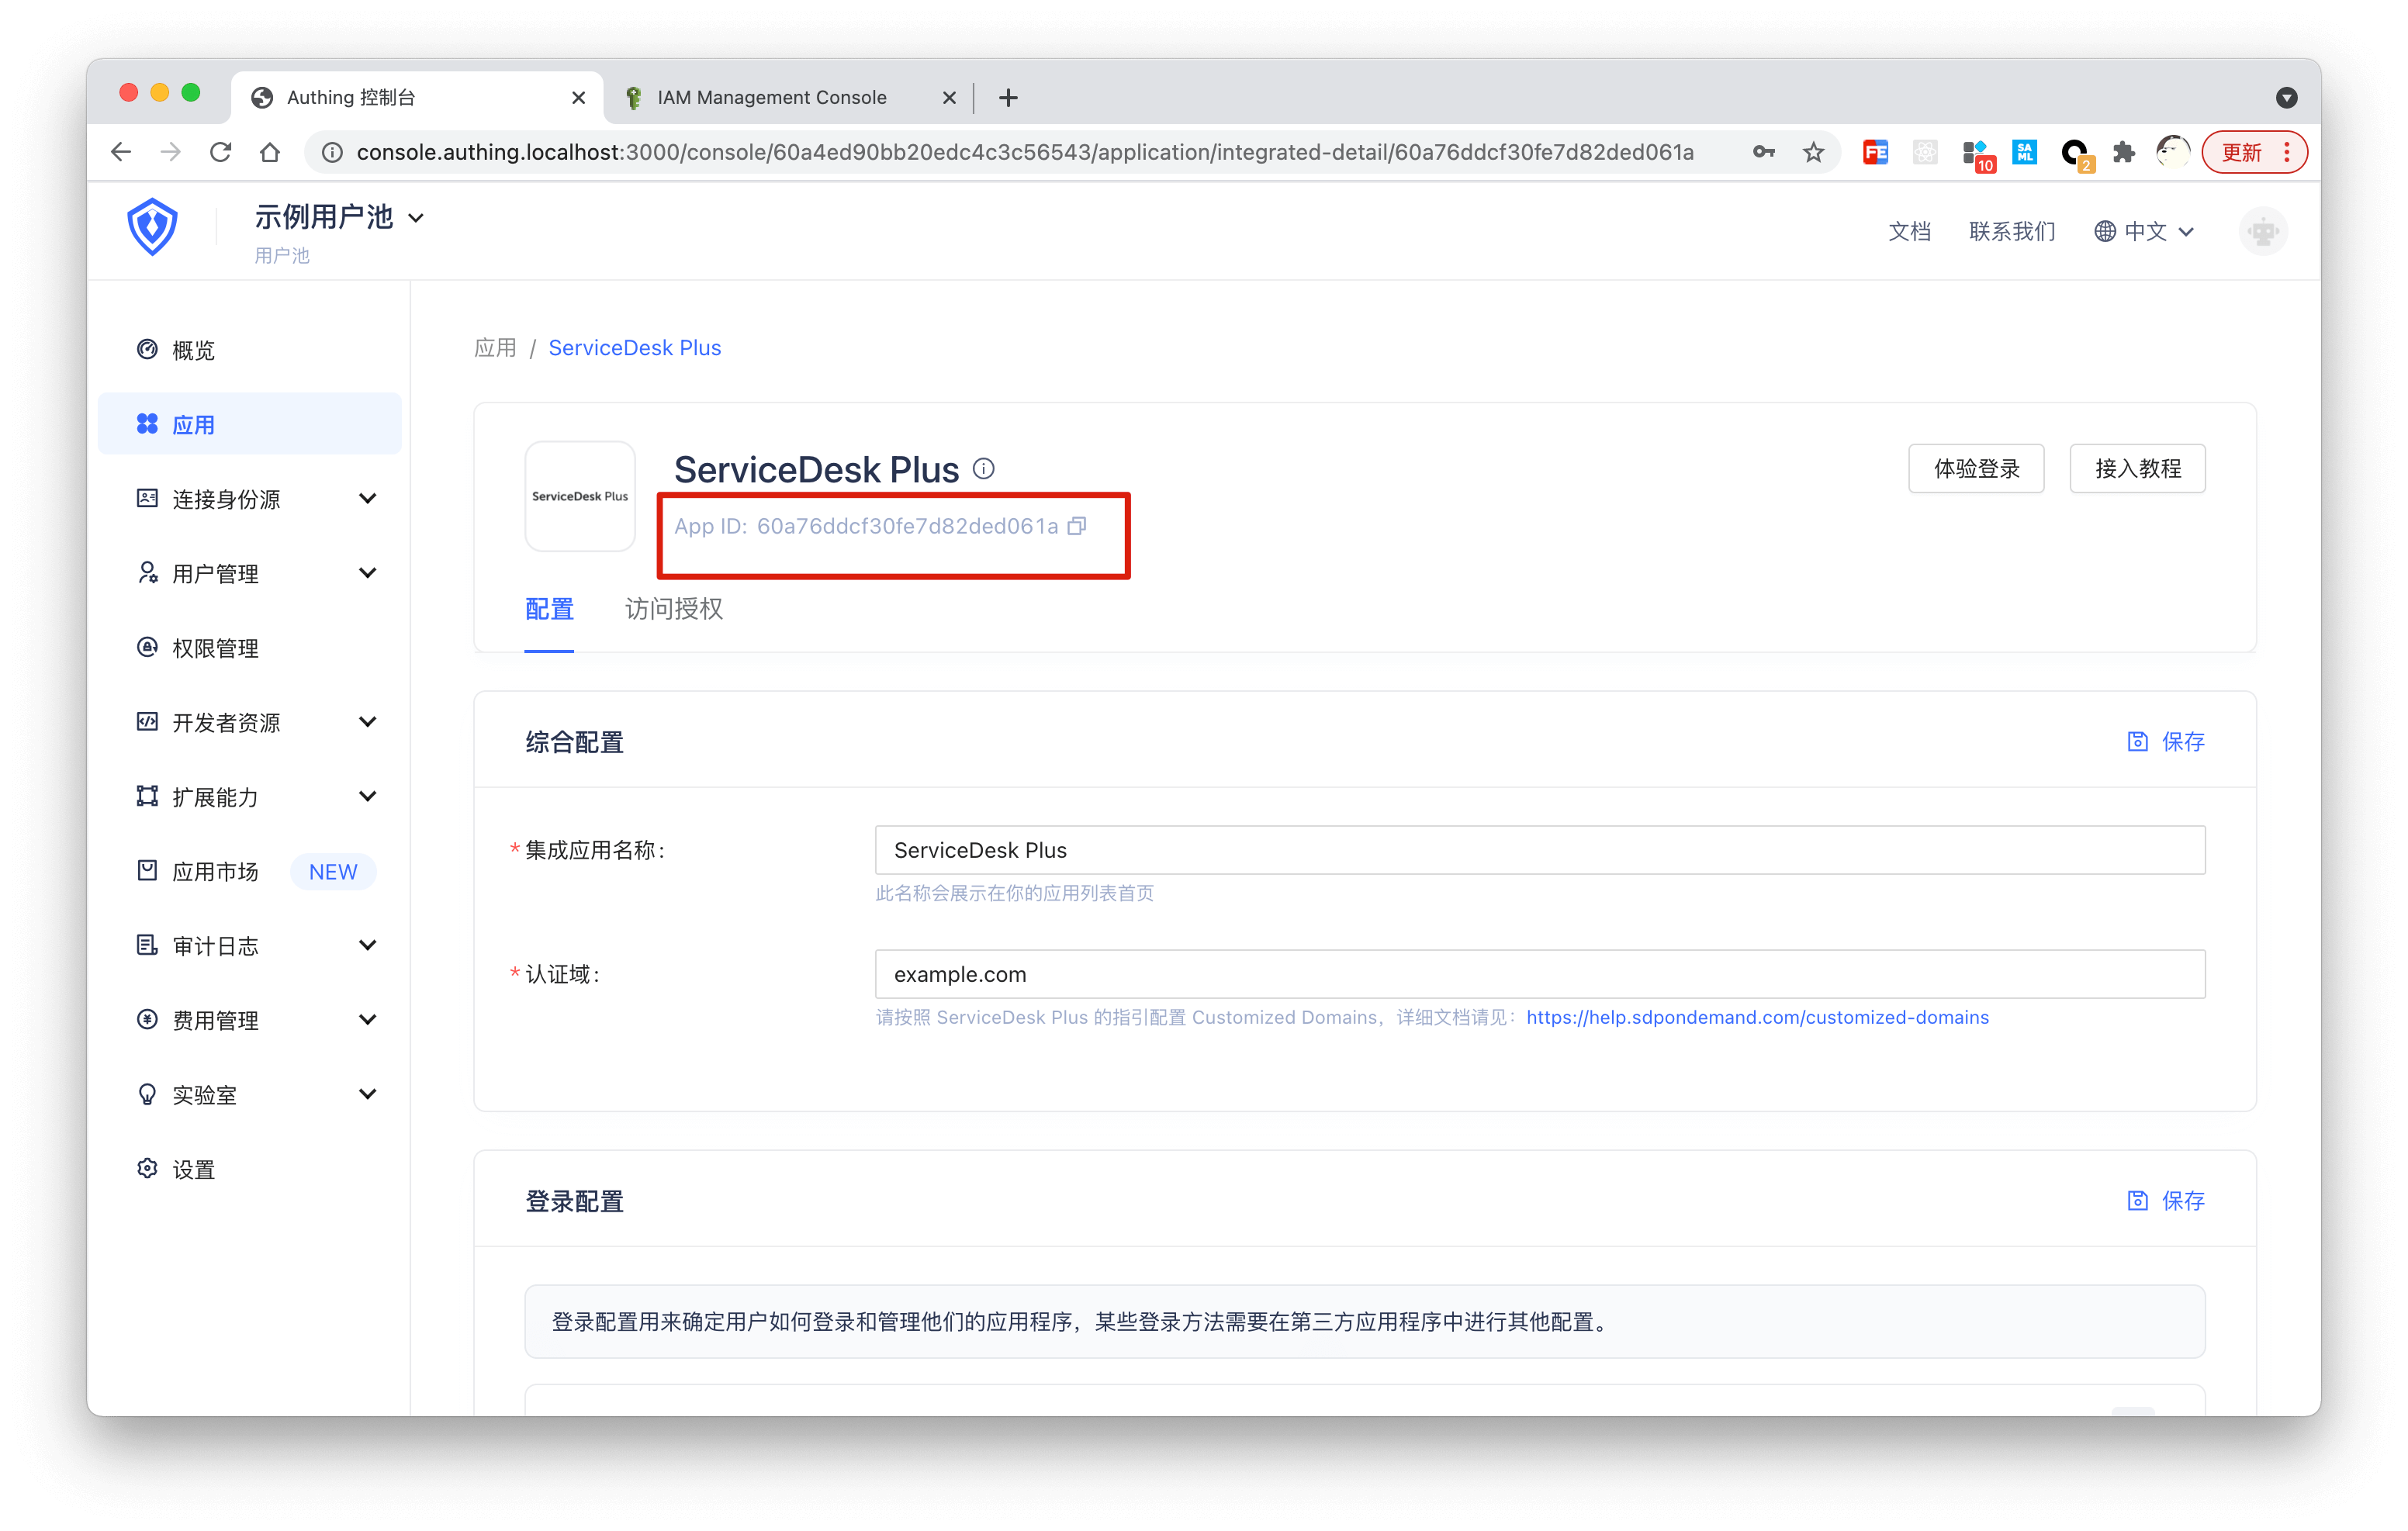 Authing 控制台
IAM Management Console
console.authing.localhost:3000/console/60a4ed90bb20edc4c3c56543/application/integrated-detail/60a76ddcf30fe7d82ded061a
FE
10
SA
ML
2
更新
示例用户池
用户池
文档
联系我们
中文
概览
应用
连接身份源
用户管理
权限管理
开发者资源
扩展能力
应用市场
NEW
审计日志
费用管理
实验室
设置
应用 / ServiceDesk Plus
ServiceDesk Plus
ServiceDesk Plus
App ID: 60a76ddcf30fe7d82ded061a
体验登录
接入教程
配置
访问授权
综合配置
保存
* 集成应用名称:
ServiceDesk Plus
此名称会展示在你的应用列表首页
* 认证域:
example.com
请按照 ServiceDesk Plus 的指引配置 Customized Domains，详细文档请见：https://help.sdpondemand.com/customized-domains
登录配置
保存
登录配置用来确定用户如何登录和管理他们的应用程序，某些登录方法需要在第三方应用程序中进行其他配置。